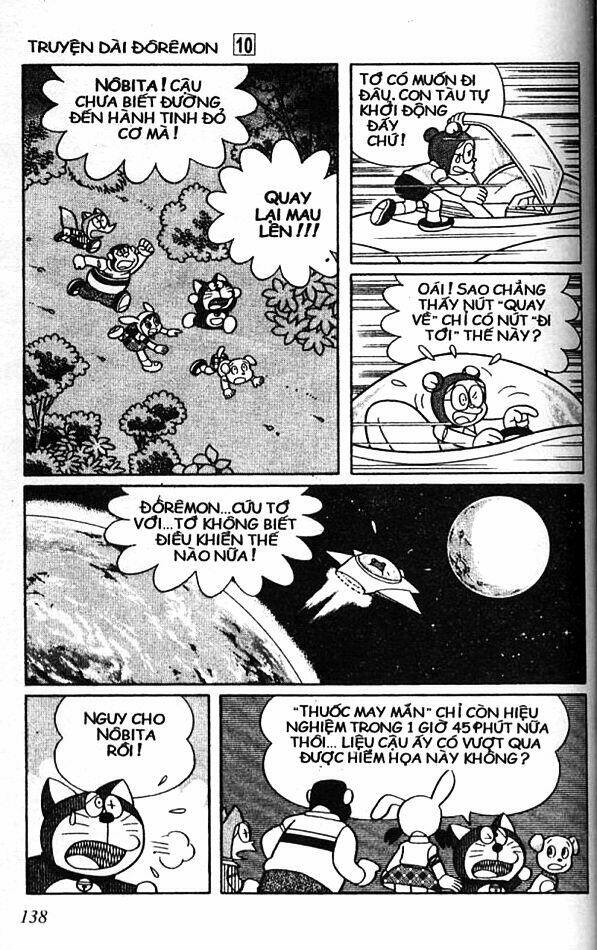 TRUYỆN DÀI ĐÔRÊMON 10
NÔBITA! CẬU
CHƯA BIẾT ĐƯỜNG
ĐẾN HÀNH TINH ĐỎ
CƠ MÀ!
QUAY
LẠI MAU
LÊN!!!
TỚ CÓ MUỐN ĐI
ĐÂU. CON TÀU TỰ
KHỞI ĐỘNG
ĐẤY
CHỨ!
OÁI! SAO CHẲNG
THẤY NÚT "QUAY
VỀ" CHỈ CÓ NÚT "ĐI
TỚI" THẾ NÀY?
ĐÔRÊMON...CỨU TỚ
VỚI...TỚ KHÔNG BIẾT
ĐIỀU KHIỂN THẾ
NÀO NỮA!
NGUY CHO
NÔBITA
RỒI!
"THUỐC MAY MẮN" CHỈ CÒN HIỆU
NGHIỆM TRONG 1 GIỜ 45 PHÚT NỮA
THÔI... LIỆU CẬU ẤY CÓ VƯỢT QUA
ĐƯỢC HIỂM HỌA NÀY KHÔNG?
138